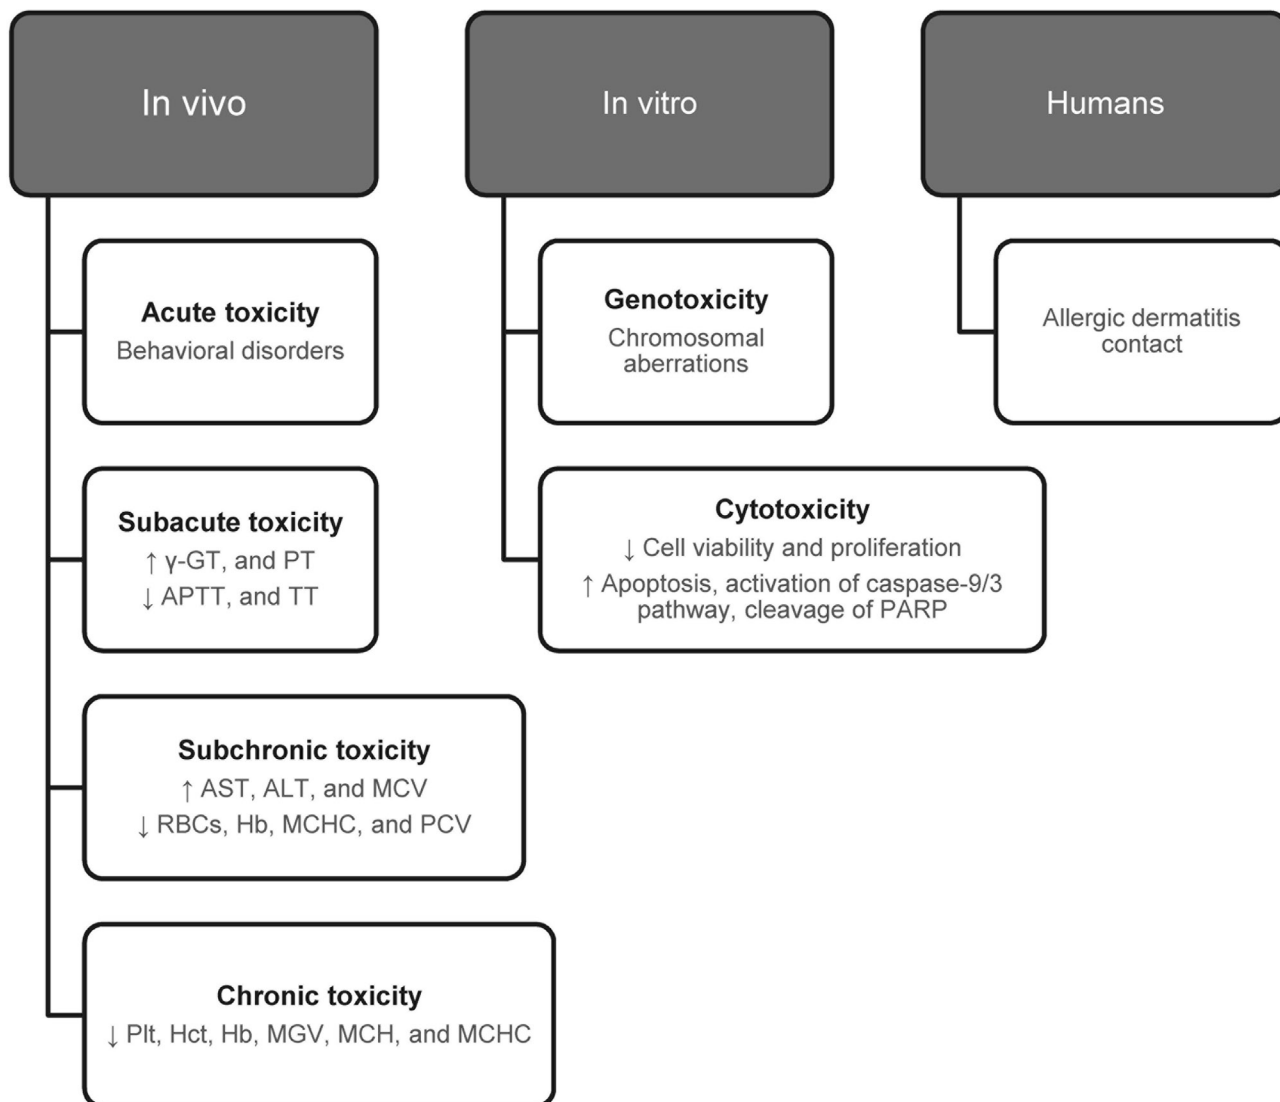 In vivo
Acute toxicity
Behavioral disorders
Subacute toxicity
↑ γ-GT, and PT
↓ APTT, and TT
Subchronic toxicity
↑ AST, ALT, and MCV
↓ RBCs, Hb, MCHC, and PCV
Chronic toxicity
↓ Plt, Hct, Hb, MGV, MCH, and MCHC
In vitro
Genotoxicity
Chromosomal
aberrations
Cytotoxicity
↓ Cell viability and proliferation
↑ Apoptosis, activation of caspase-9/3
pathway, cleavage of PARP
Humans
Allergic dermatitis
contact